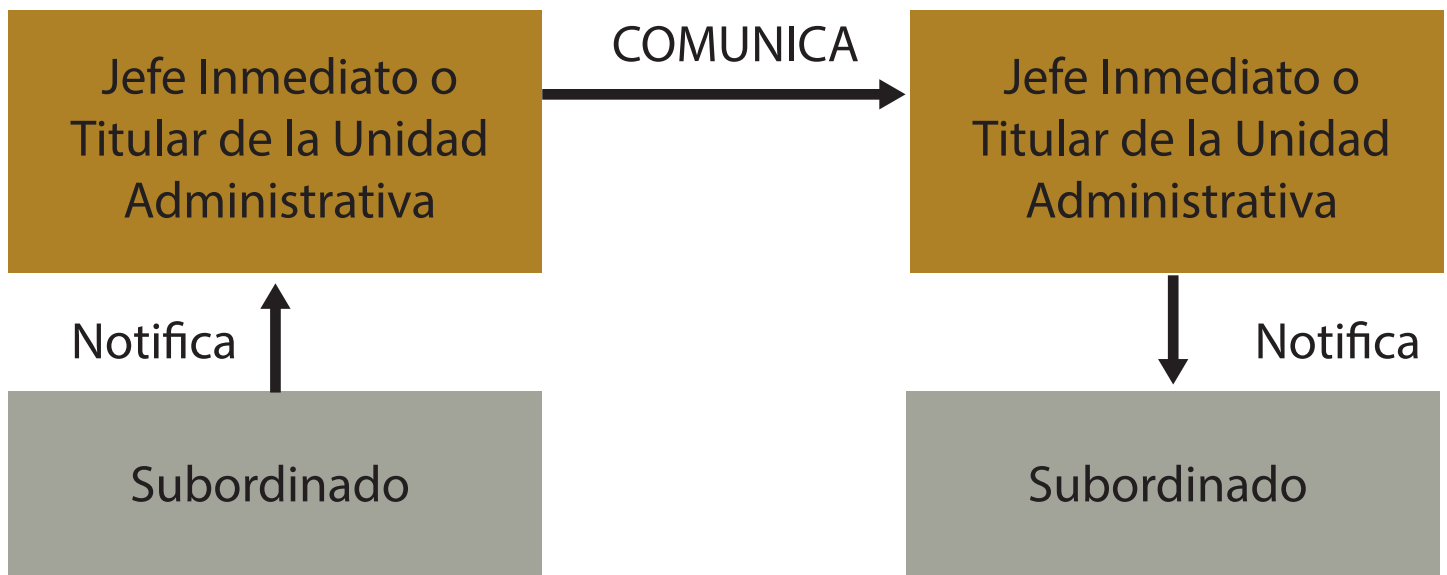 COMUNICA
Jefe Inmediato o
Titular de la Unidad
Administrativa
Jefe Inmediato o
Titular de la Unidad
Administrativa
Notifica
Notifica
Subordinado
Subordinado